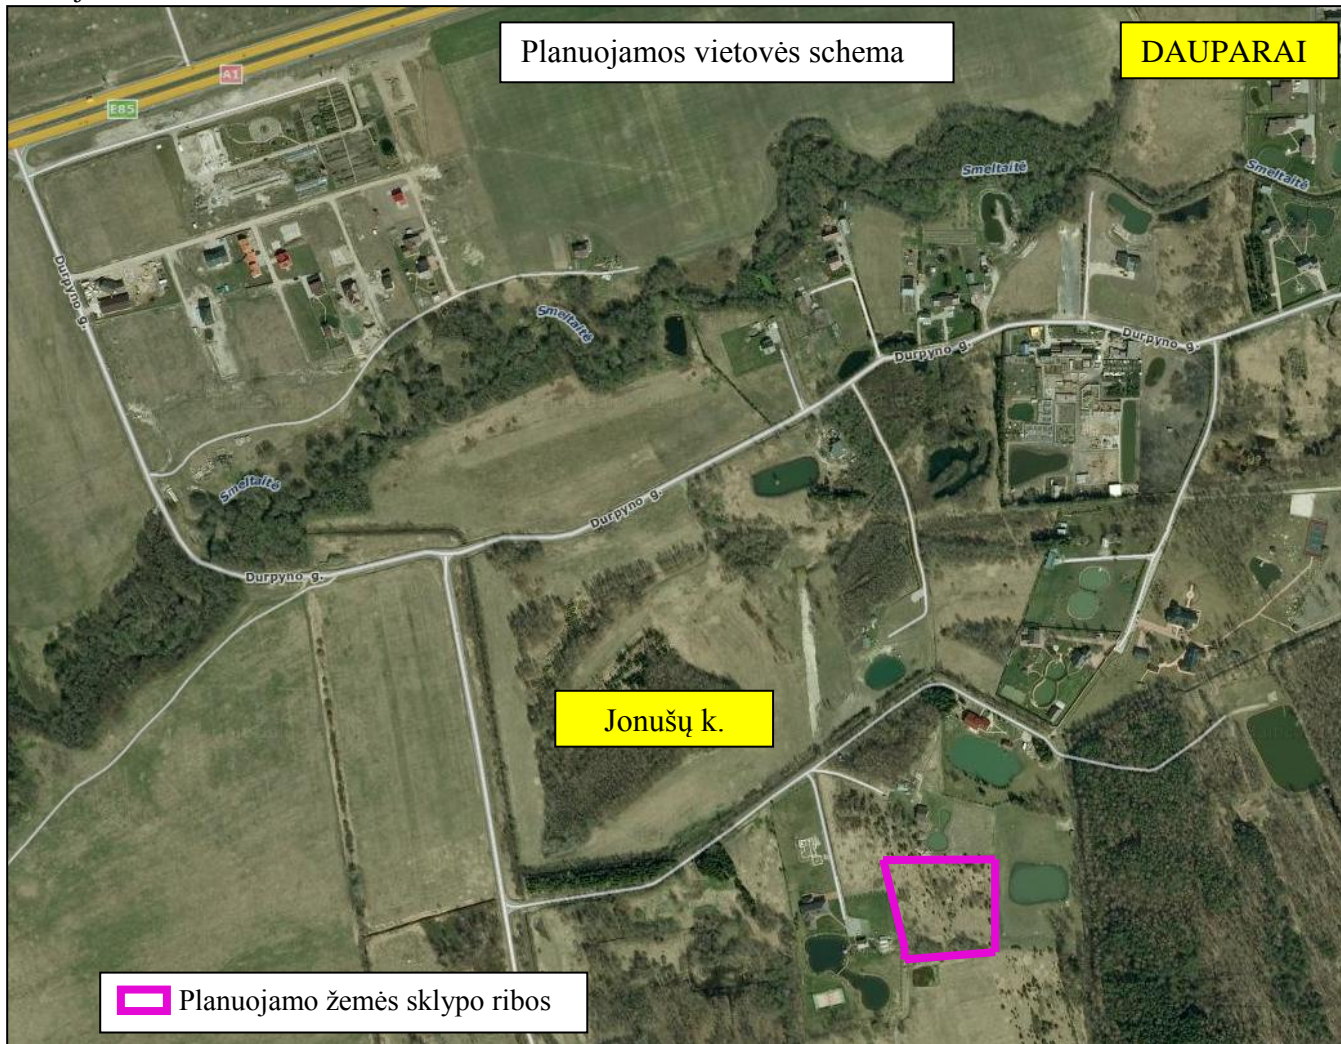 Planuojamos vietovės schema
DAUPARAI
A1
E85
Smeltaitė
Smeltaitė
Durpyno g.
Smeltaitė
Durpyno g.
Durpyno g.
Smeltaitė
Durpyno g.
Durpyno g.
Jonušų k.
Planuojamo žemės sklypo ribos